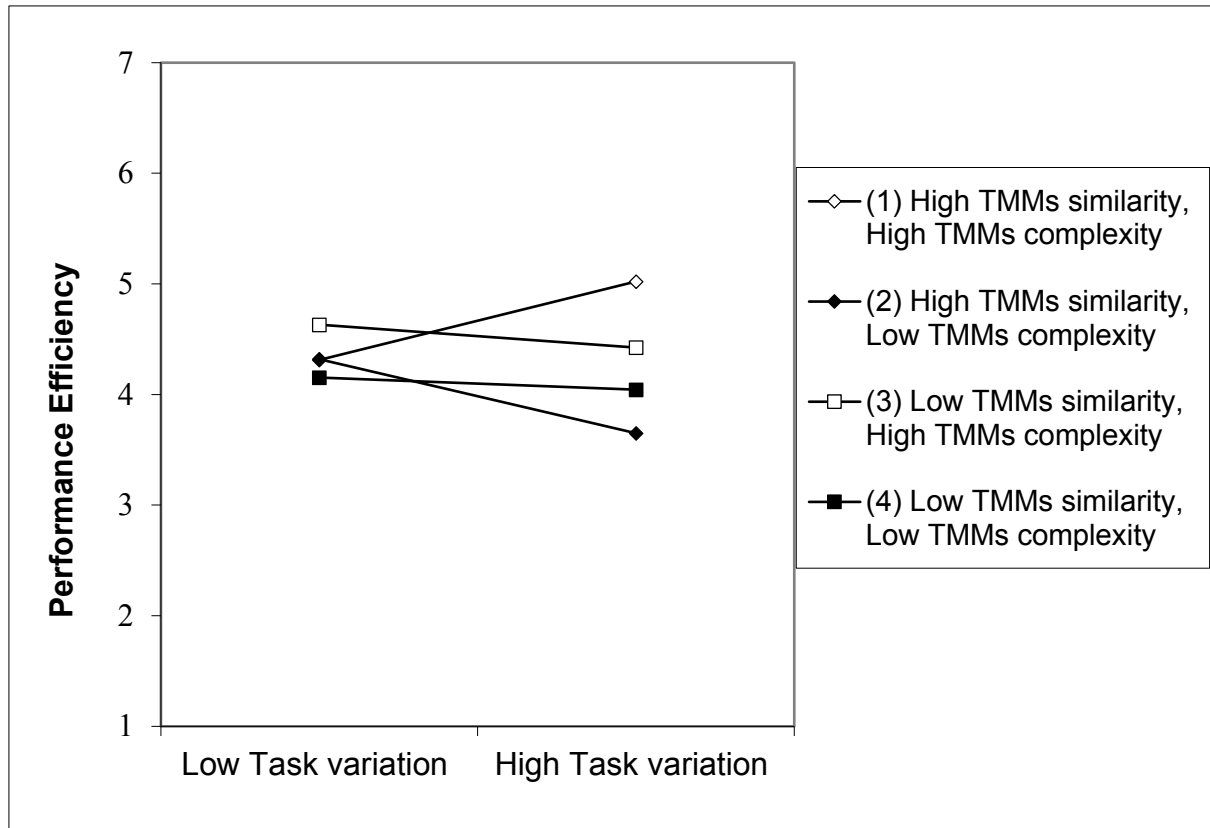 7
6
5
4
3
2
1
Performance Efficiency
Low Task variation
High Task variation
(1) High TMMs similarity,
High TMMs complexity
(2) High TMMs similarity,
Low TMMs complexity
(3) Low TMMs similarity,
High TMMs complexity
(4) Low TMMs similarity,
Low TMMs complexity